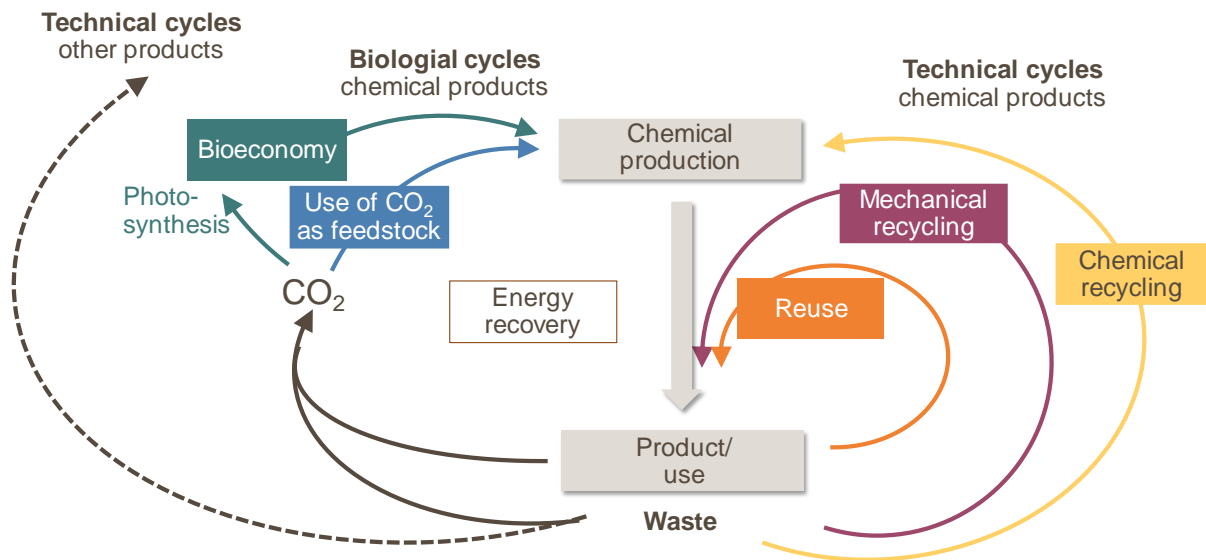 Technical cycles
other products
Biologial cycles
chemical products
Technical cycles
chemical products
Bioeconomy
Chemical
production
Photo-
synthesis
Use of CO₂
as feedstock
Mechanical
recycling
Chemical
recycling
CO₂
Energy
recovery
Reuse
Product/
use
Waste